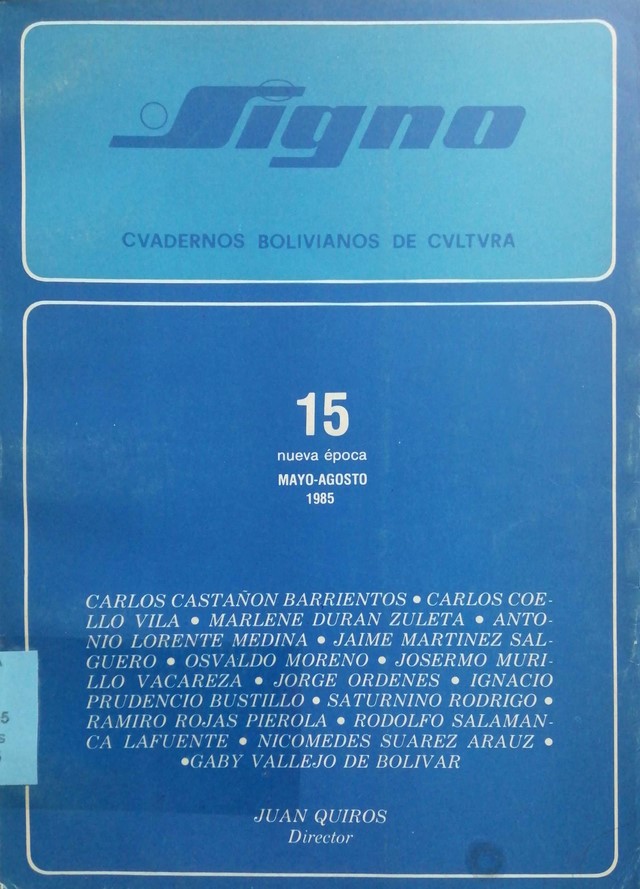 Signo
CVADERNOS BOLIVIANOS DE CVLTVRA
15
nueva época
MAYO-AGOSTO
1985
CARLOS CASTAÑON BARRIENTOS • CARLOS COE-
LLO VILA • MARLENE DURAN ZULETA • ANTO-
NIO LORENTE MEDINA • JAIME MARTINEZ SAL-
GUERO • OSVALDO MORENO • JOSERMO MURI-
LLO VACAREZA • JORGE ORDENES • IGNACIO
PRUDENCIO BUSTILLO • SATURNINO RODRIGO •
RAMIRO ROJAS PIEROLA • RODOLFO SALAMAN-
CA LAFUENTE • NICOMEDES SUAREZ ARAUZ •
•GABY VALLEJO DE BOLIVAR
JUAN QUIROS
Director